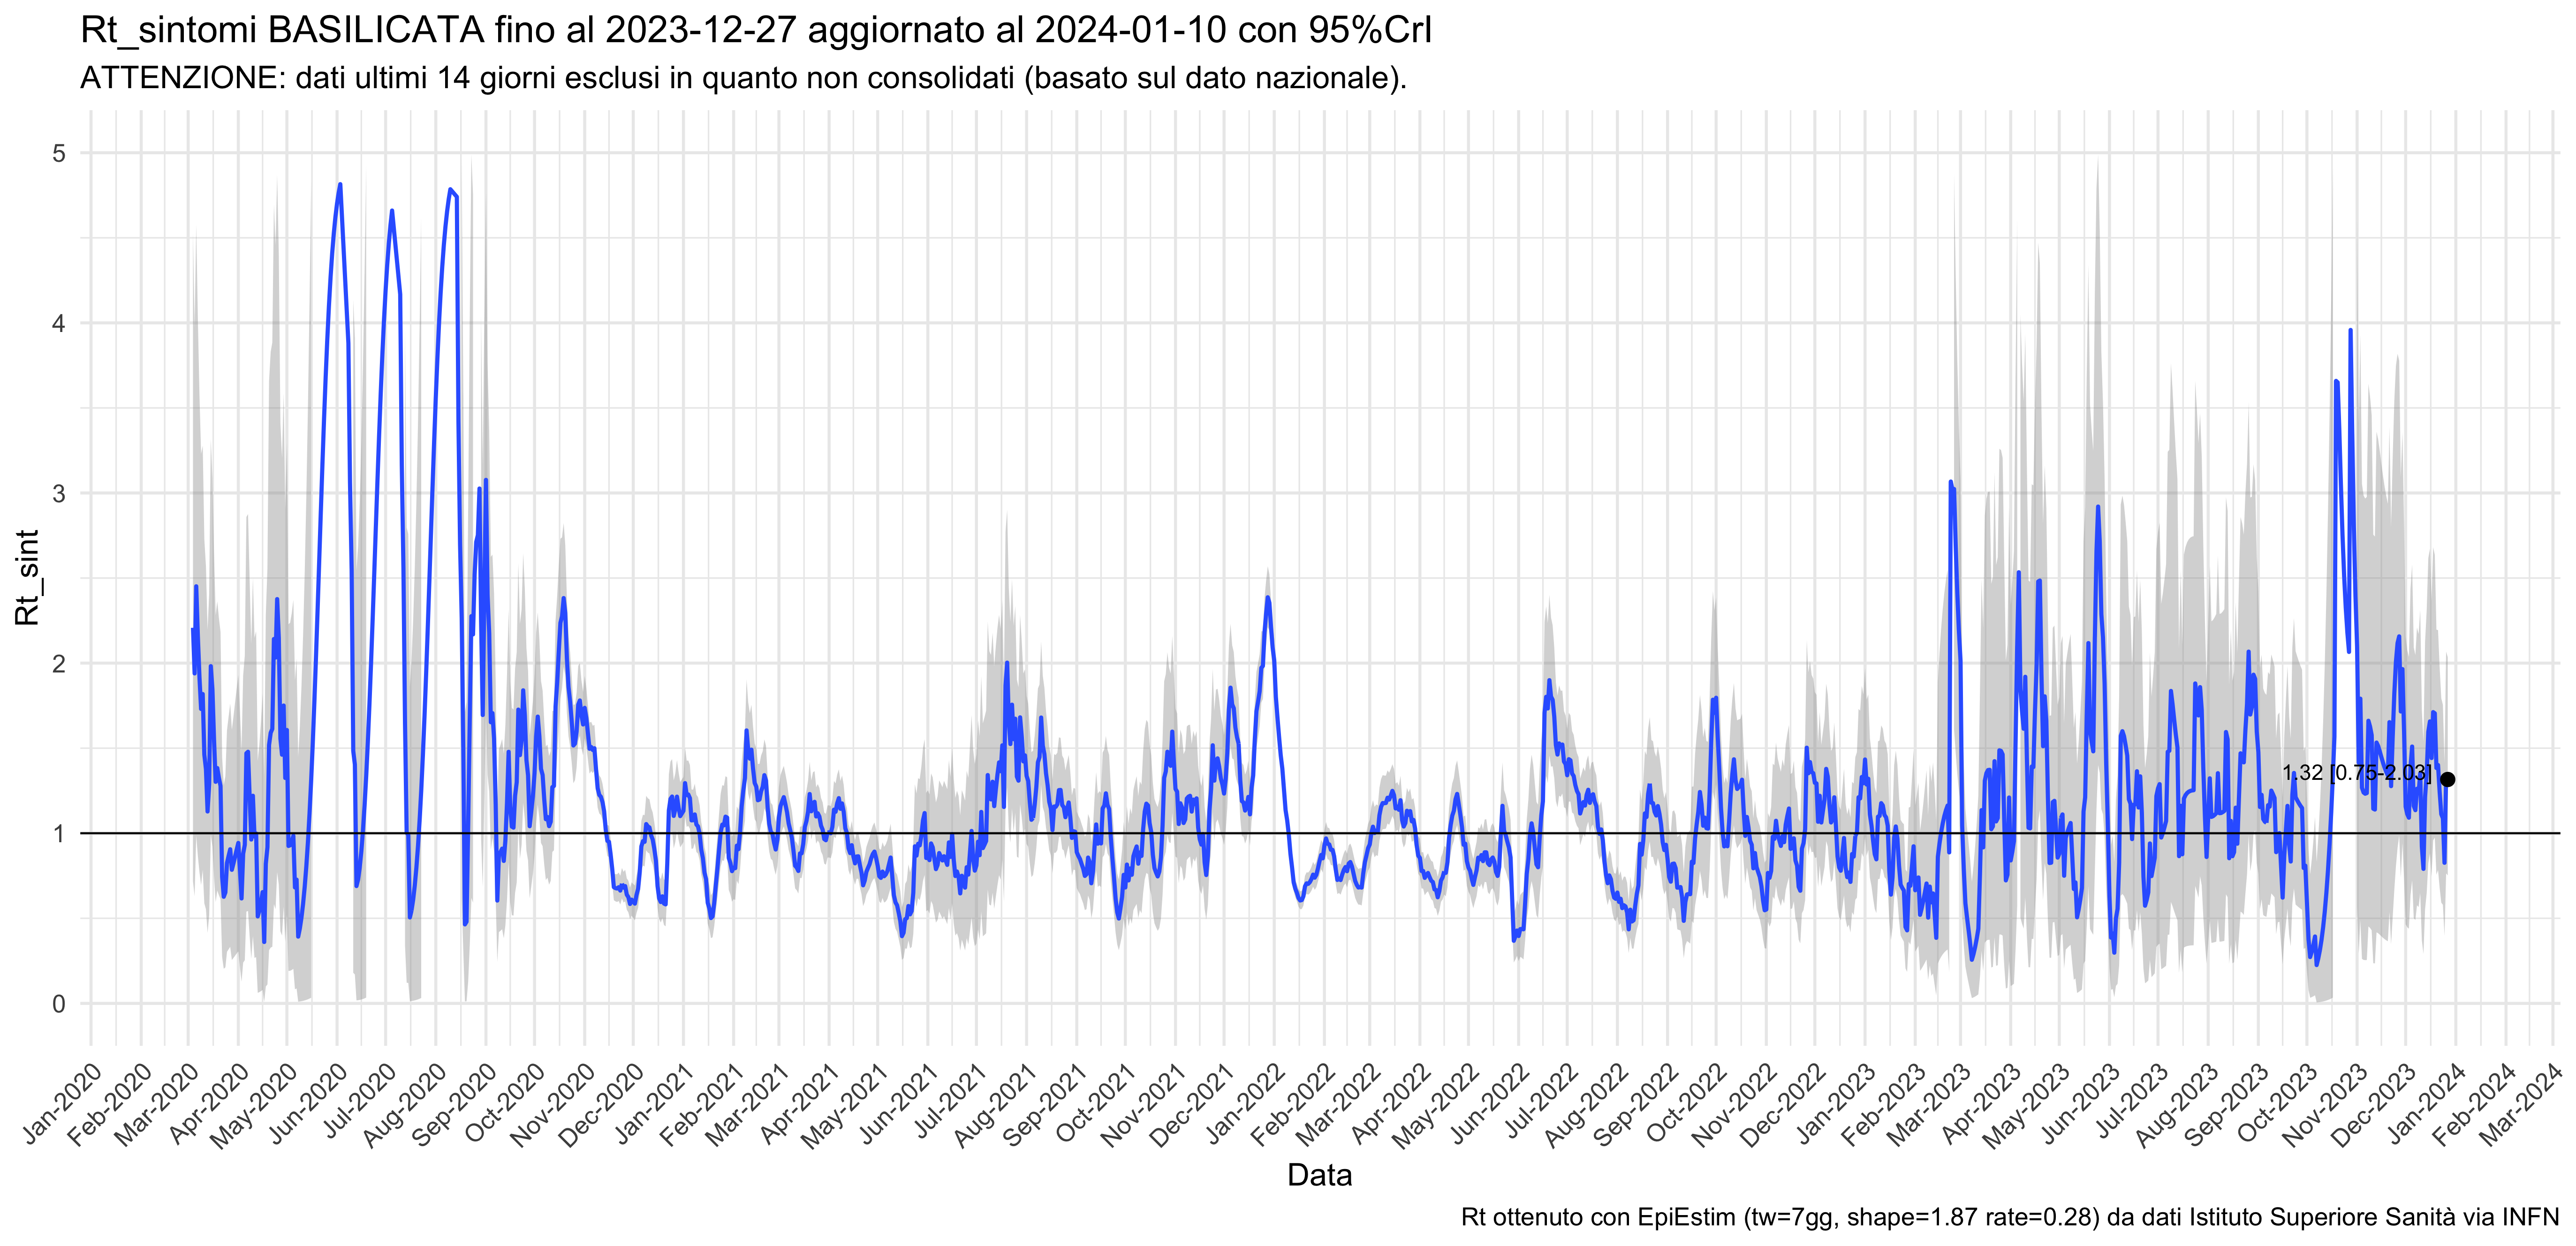 Rt_sintomi BASILICATA fino al 2023-12-27 aggiornato al 2024-01-10 con 95%CrI
ATTENZIONE: dati ultimi 14 giorni esclusi in quanto non consolidati (basato sul dato nazionale).
5
4
3
2
1
0
Rt_sint
1.32 [0.75-2.03]
Jan-2020
Feb-2020
Mar-2020
Apr-2020
May-2020
Jun-2020
Jul-2020
Aug-2020
Sep-2020
Oct-2020
Nov-2020
Dec-2020
Jan-2021
Feb-2021
Mar-2021
Apr-2021
May-2021
Jun-2021
Jul-2021
Aug-2021
Sep-2021
Oct-2021
Nov-2021
Dec-2021
Jan-2022
Feb-2022
Mar-2022
Apr-2022
May-2022
Jun-2022
Jul-2022
Aug-2022
Sep-2022
Oct-2022
Nov-2022
Dec-2022
Jan-2023
Feb-2023
Mar-2023
Apr-2023
May-2023
Jun-2023
Jul-2023
Aug-2023
Sep-2023
Oct-2023
Nov-2023
Dec-2023
Jan-2024
Feb-2024
Mar-2024
Data
Rt ottenuto con EpiEstim (tw=7gg, shape=1.87 rate=0.28) da dati Istituto Superiore Sanità via INFN